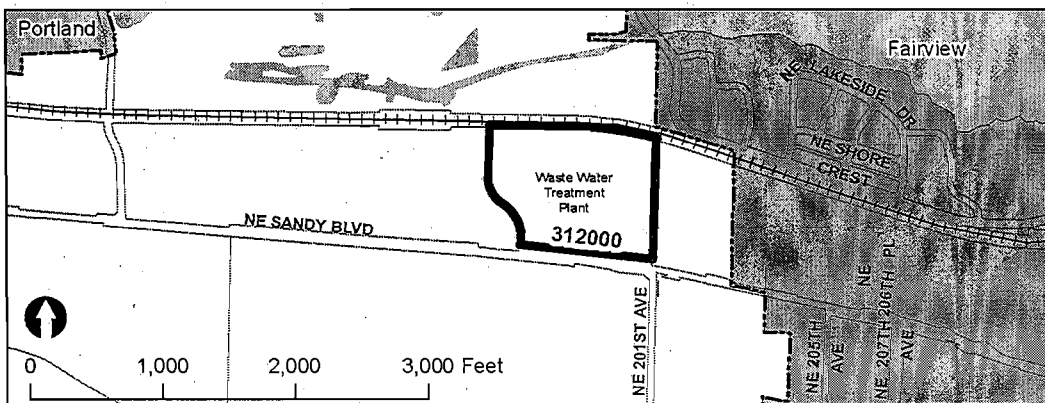 Portland
Fairview
NE LAKESIDE DR
NE SHORE
CREST
Waste Water
Treatment
Plant
312000
NE SANDY BLVD
NE 201ST AVE
NE 205TH
AVE
NE
206TH PL
NE 207TH
AVE
0 1,000 2,000 3,000 Feet